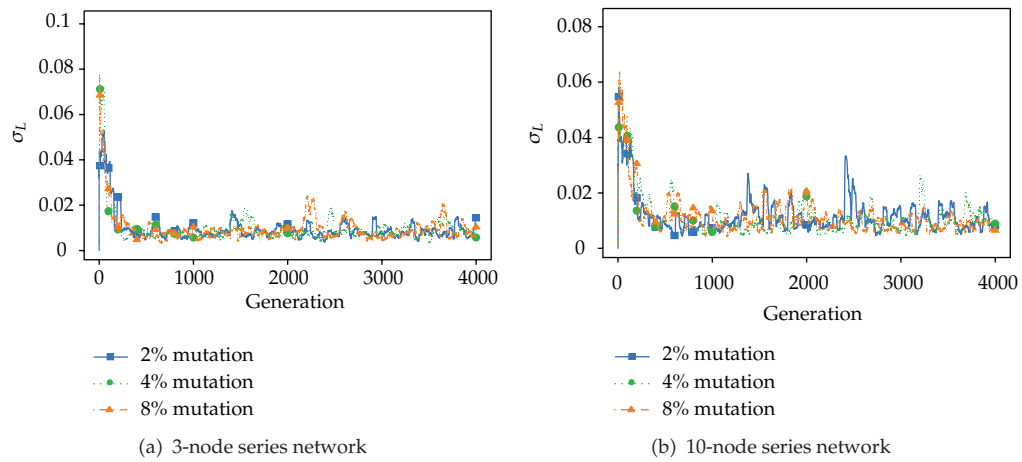 0.1
0.08
0.06
0.04
0.02
0
σL
0 1000 2000 3000 4000
Generation
2% mutation
4% mutation
8% mutation
(a) 3-node series network
0.08
0.06
0.04
0.02
0
σL
0 1000 2000 3000 4000
Generation
2% mutation
4% mutation
8% mutation
(b) 10-node series network